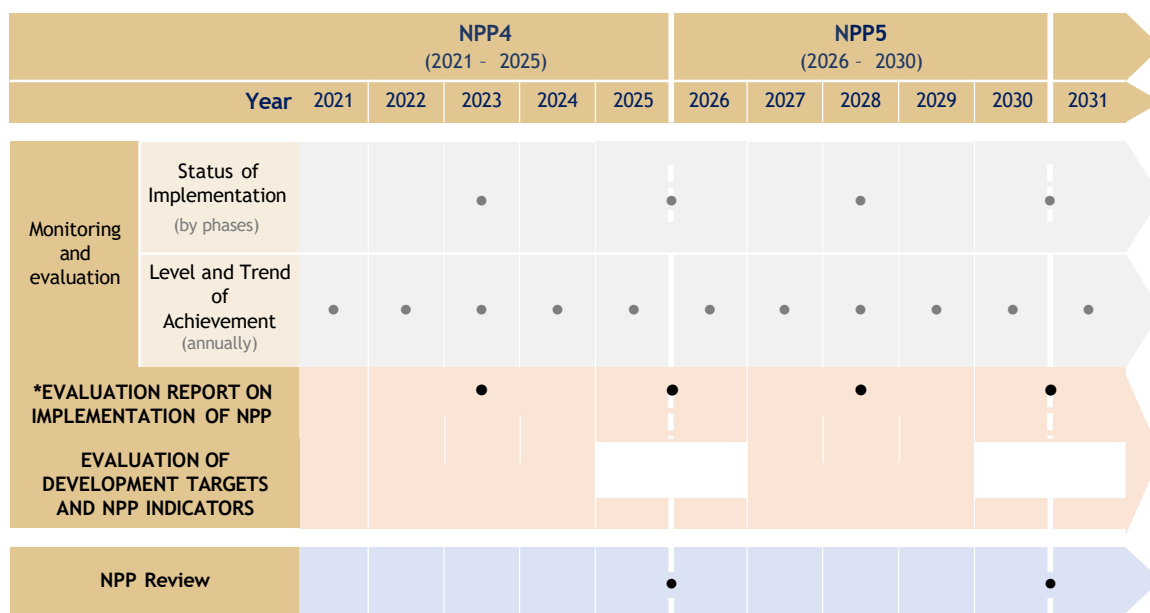 NPP4
(2021 – 2025)
NPP5
(2026 – 2030)
Year 2021 2022 2023 2024 2025 2026 2027 2028 2029 2030 2031
Monitoring
and
evaluation
Status of
Implementation
(by phases)
Level and Trend
of
Achievement
(annually)
*EVALUATION REPORT ON
IMPLEMENTATION OF NPP
EVALUATION OF
DEVELOPMENT TARGETS
AND NPP INDICATORS
NPP Review